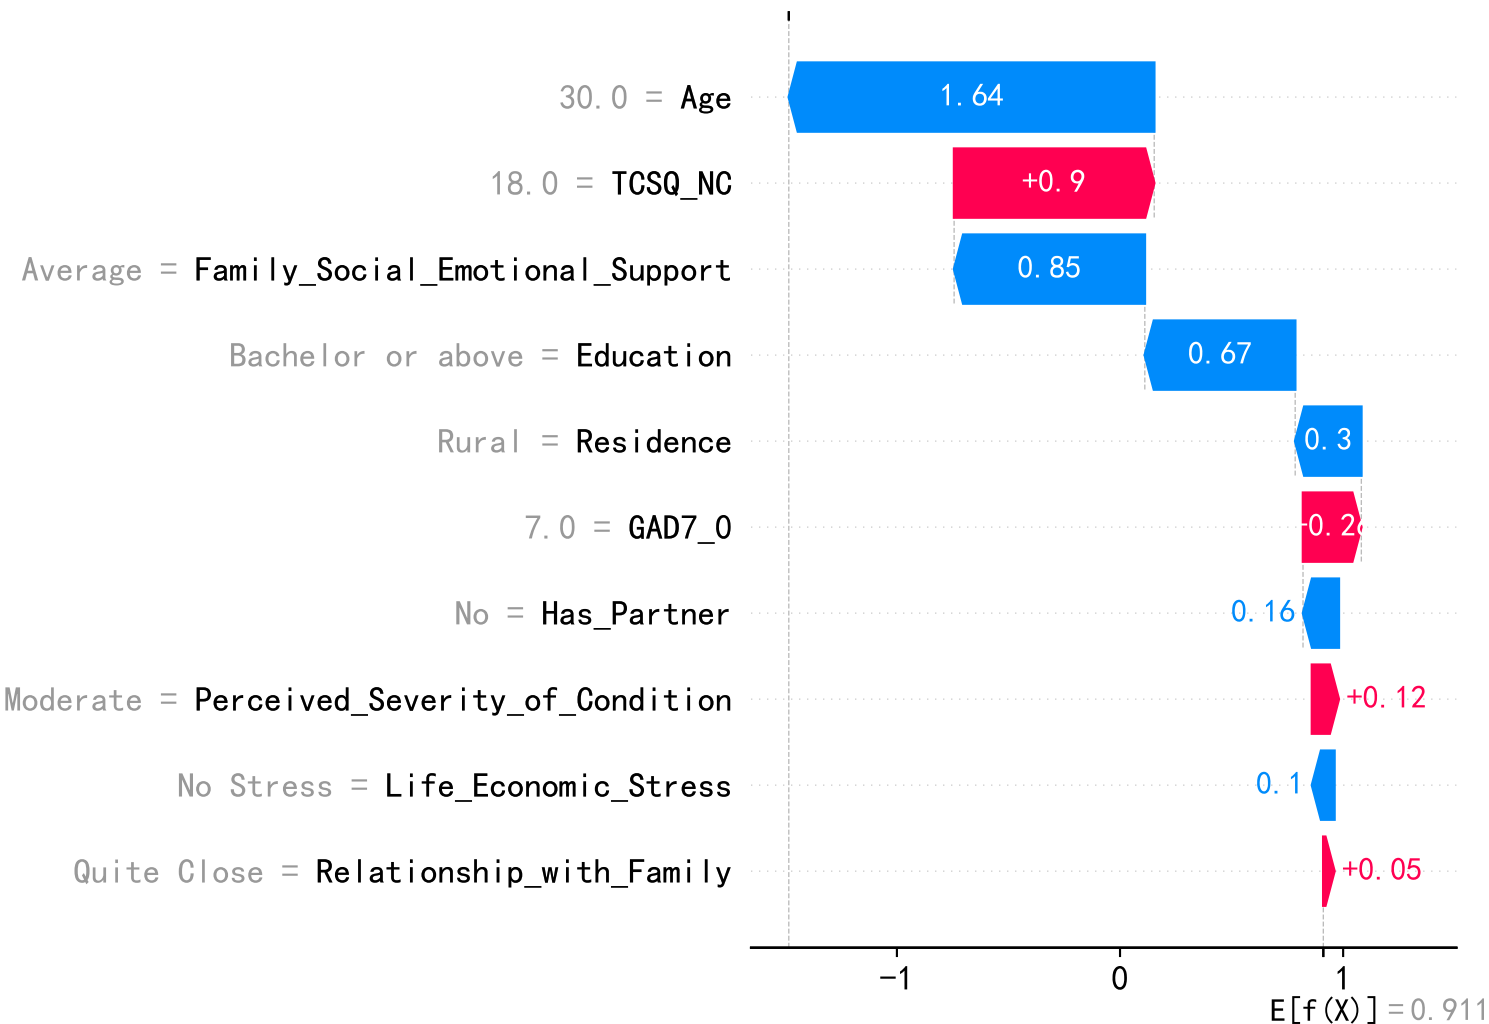 30.0 = Age
1.64
18.0 = TCSQ_NC
+0.9
Average = Family_Social_Emotional_Support
0.85
Bachelor or above = Education
0.67
Rural = Residence
0.3
7.0 = GAD7_0
No = Has_Partner
0.16
Moderate = Perceived_Severity_of_Condition
+0.12
No Stress = Life_Economic_Stress
0.1
Quite Close = Relationship_with_Family
+0.05
−1 0 1
E[f(X)] = 0.911